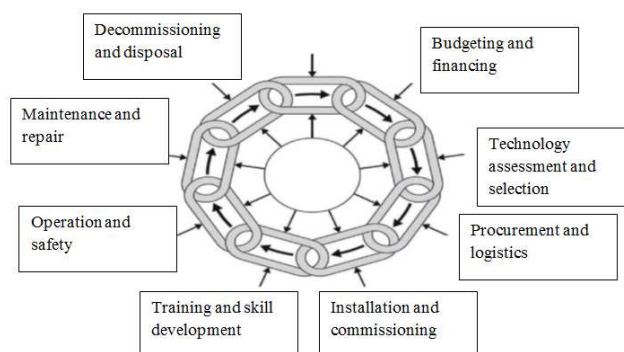 Decommissioning
and disposal
Budgeting and
financing
Technology
assessment and
selection
Procurement and
logistics
Installation and
commissioning
Training and skill
development
Operation and
safety
Maintenance and
repair